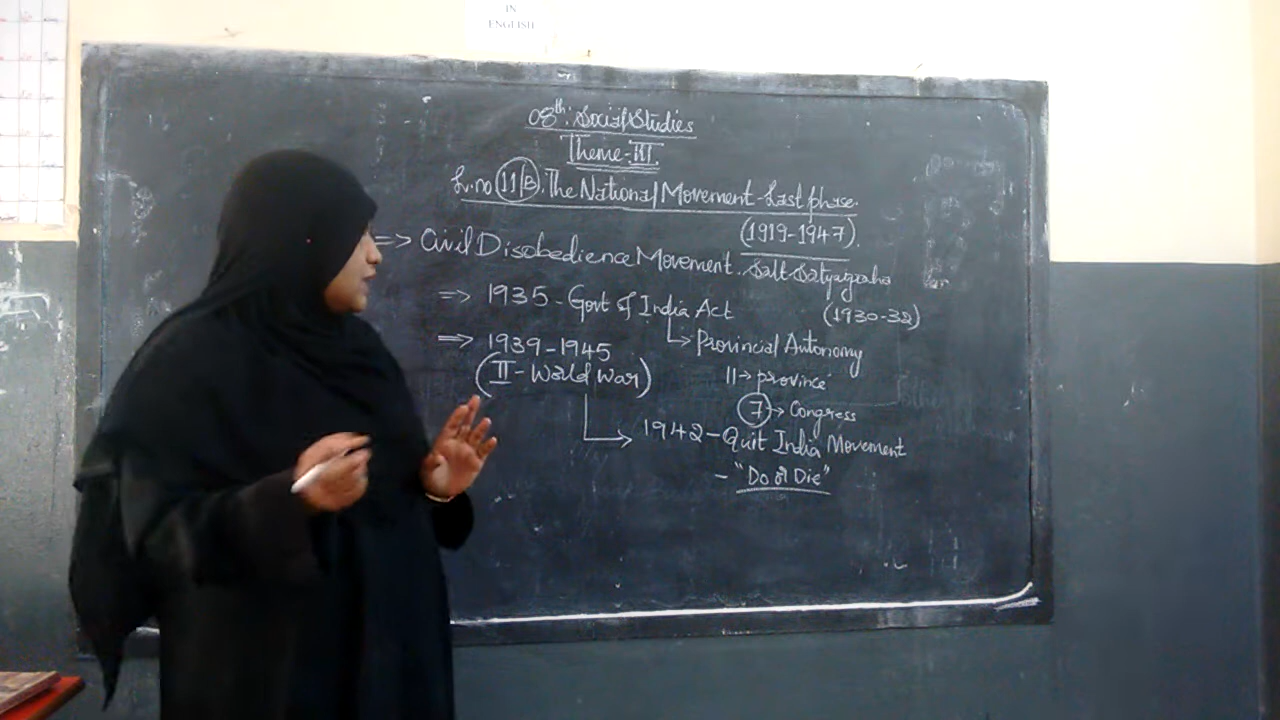 IN
ENGLISH
08th: Social Studies
Theme-III
L.no 11 B. The National Movement-Last phase.
(1919-1947).
=> Civil Disobedience Movement.. Salt-Satyagraha
(1930-32)
=> 1935 - Govt of India Act
Provincial Autonomy
=> 1939-1945
(II - World War)
11 → province
7 → Congress
1942 - Quit India Movement
- "Do or Die"